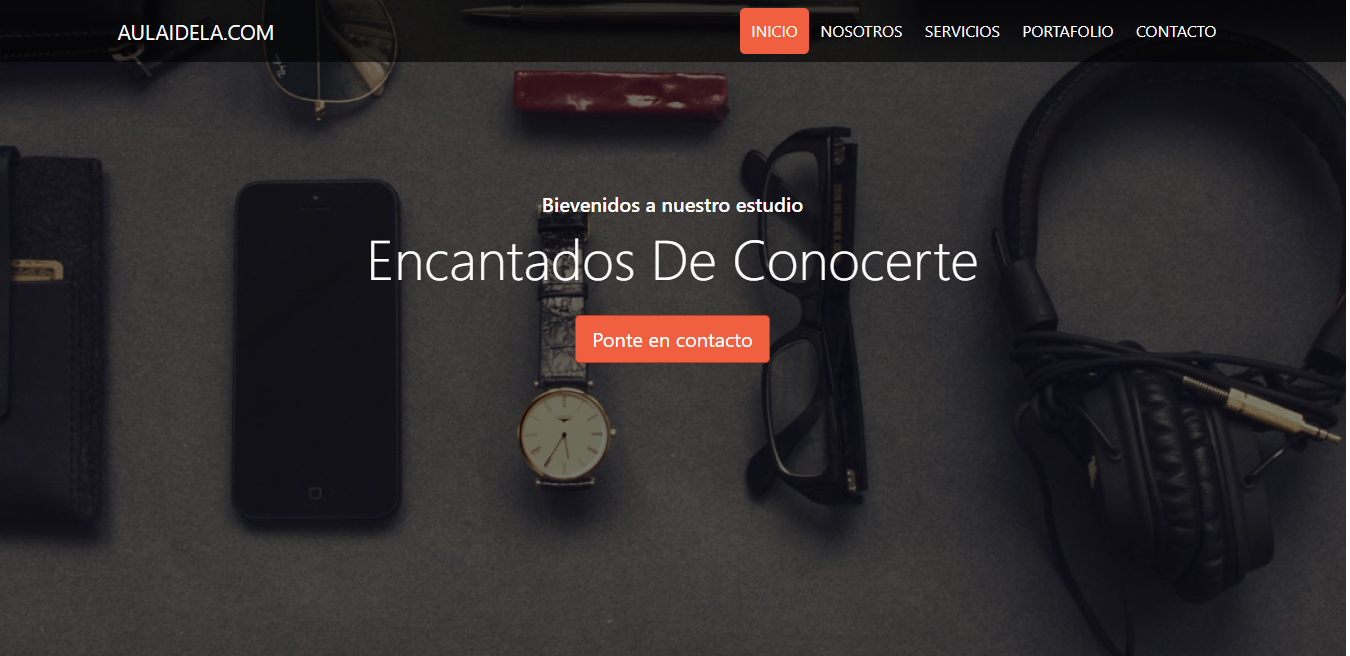 AULAIDELA.COM
INICIO NOSOTROS SERVICIOS PORTAFOLIO CONTACTO
Bievenidos a nuestro estudio
Encantados De Conocerte
Ponte en contacto